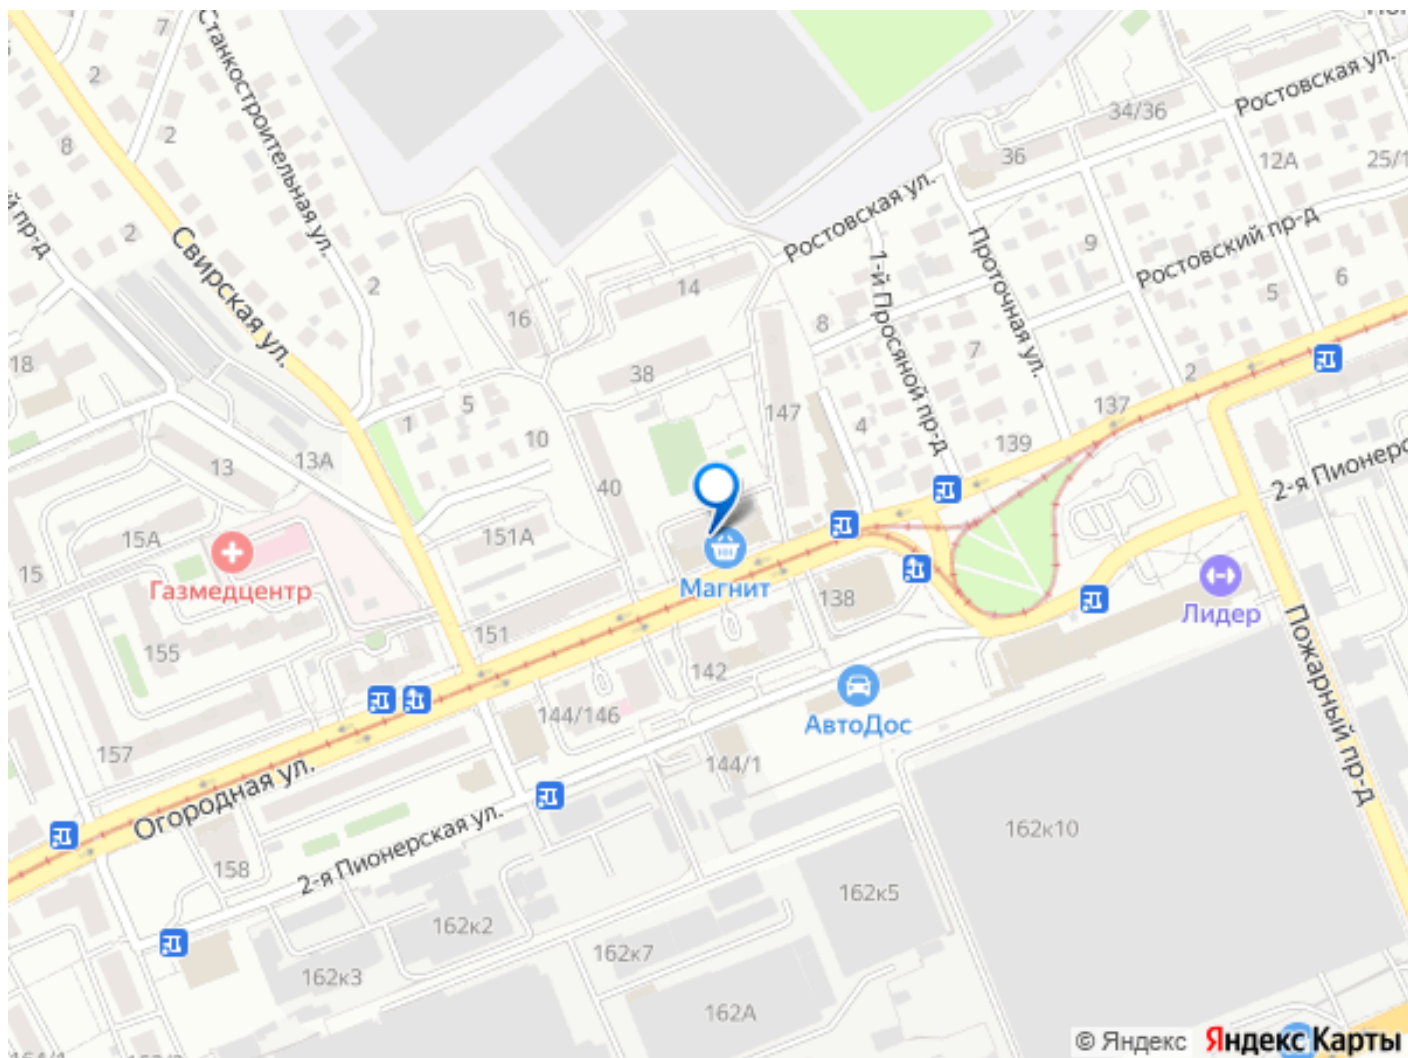 Станкостроительная ул.
7
2
2
8
2
2
Свирская ул.
й пр-д
18
16
14
38
1
5
10
13
13А
15А
15
Газмедцентр
155
157
151А
151
40
147
Магнит
138
142
144/146
144/1
АвтоДос
Огородная ул.
2-я Пионерская ул.
158
162к3
162к2
162к7
162к5
162А
162к10
Пожарный пр-д
Лидер
2-я Пионерс
137
139
2
4
7
8
9
5
6
1-й Просяной пр-д
Проточная ул.
Ростовская ул.
Ростовская ул.
Ростовский пр-д
34/36
36
12А
25/1
© Яндекс Яндекс Карты